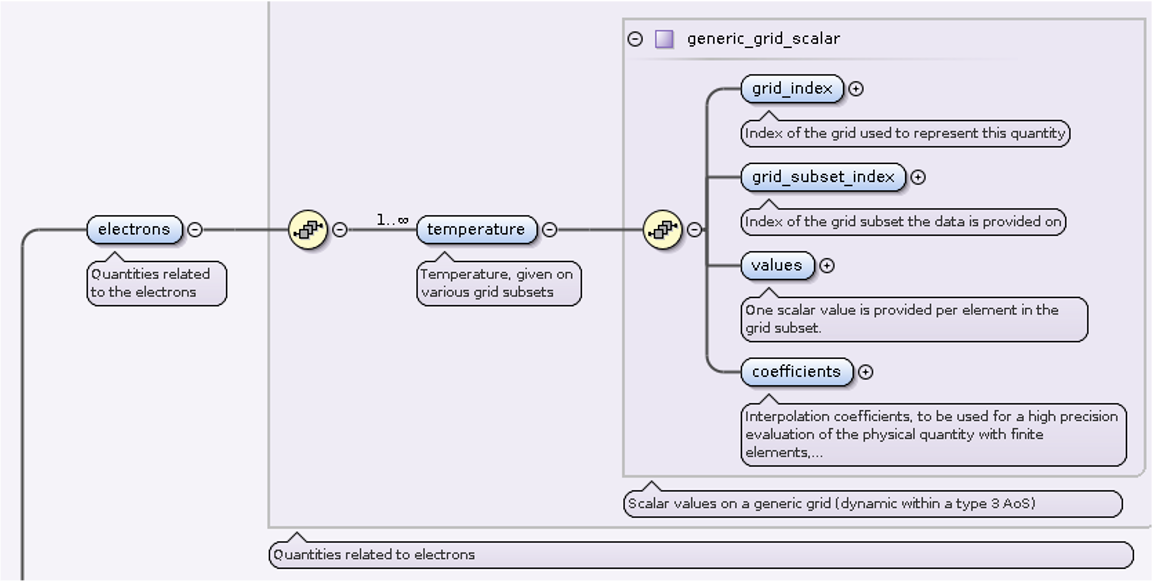 generic_grid_scalar
grid_index
Index of the grid used to represent this quantity
grid_subset_index
Index of the grid subset the data is provided on
electrons
1..∞
temperature
Quantities related
to the electrons
Temperature, given on
various grid subsets
values
One scalar value is provided per element in the
grid subset.
coefficients
Interpolation coefficients, to be used for a high precision
evaluation of the physical quantity with finite
elements,...
Scalar values on a generic grid (dynamic within a type 3 AoS)
Quantities related to electrons